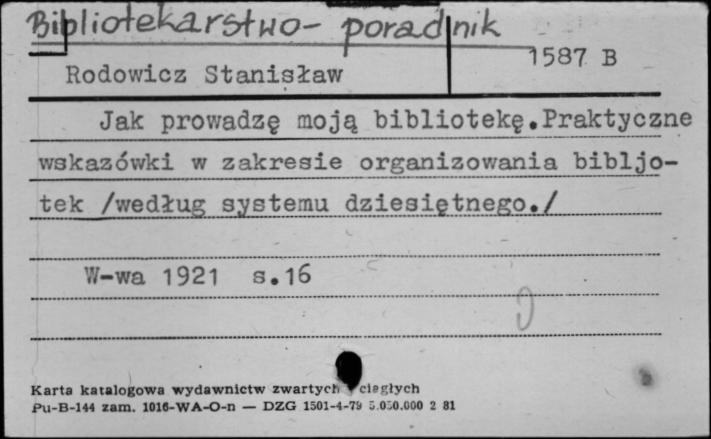 Bibliotekarstwo- poradnik
1587 B
Rodowicz Stanisław
Jak prowadzę moją bibliotekę.Praktyczne
wskazówki w zakresie organizowania bibljo-
tek /według systemu dziesiętnego./
W-wa 1921 s.16
Karta katalogowa wydawnictw zwartych ciągłych
Pu-B-144 zam. 1016-WA-O-n — DZG 1501-4-79 5.050.000 2 81